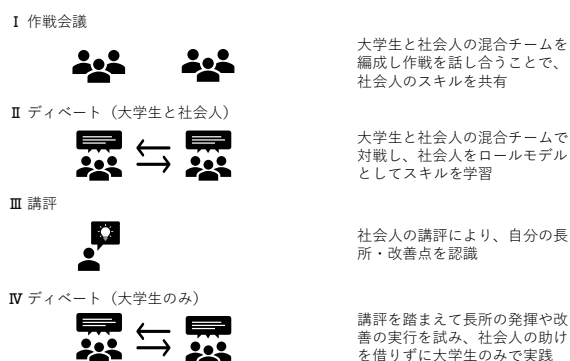 Ⅰ 作戦会議
大学生と社会人の混合チームを
編成し作戦を話し合うことで、
社会人のスキルを共有
Ⅱ ディベート（大学生と社会人）
大学生と社会人の混合チームで
対戦し、社会人をロールモデル
としてスキルを学習
Ⅲ 講評
社会人の講評により、自分の長
所・改善点を認識
Ⅳ ディベート（大学生のみ）
講評を踏まえて長所の発揮や改
善の実行を試み、社会人の助け
を借りずに大学生のみで実践